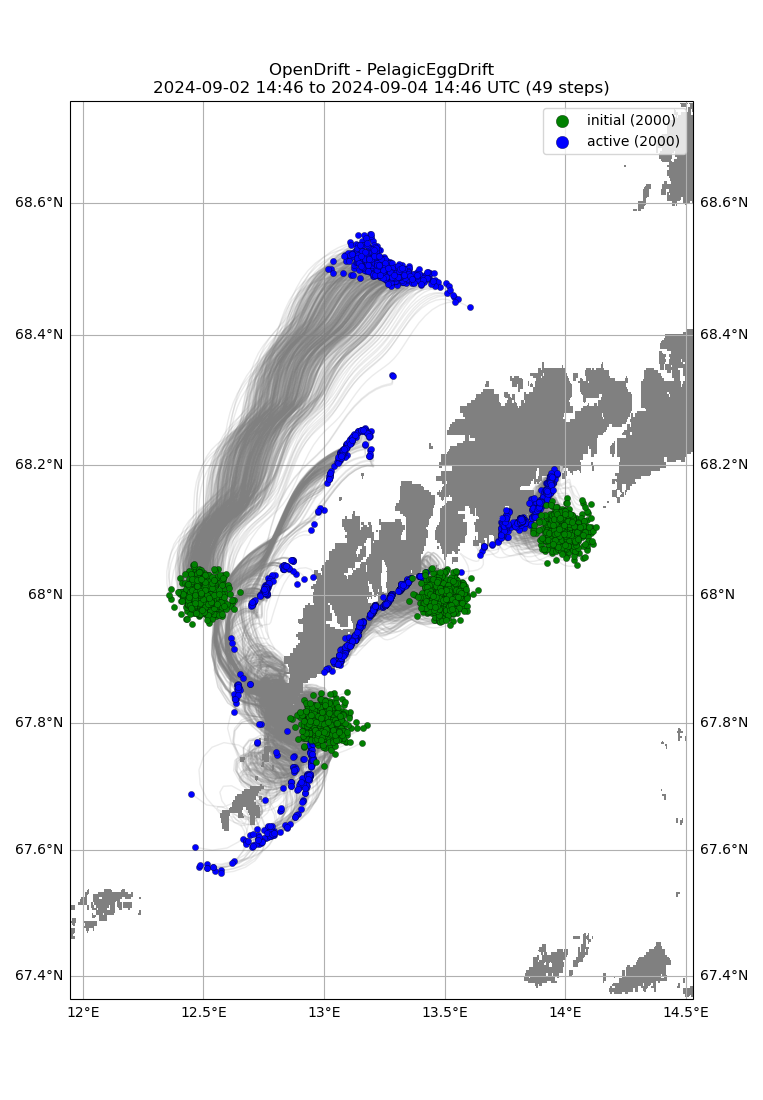 OpenDrift - PelagicEggDrift
2024-09-02 14:46 to 2024-09-04 14:46 UTC (49 steps)
initial (2000)
active (2000)
68.6°N 68.6°N
68.4°N 68.4°N
68.2°N 68.2°N
68°N 68°N
67.8°N 67.8°N
67.6°N 67.6°N
67.4°N 67.4°N
12°E 12.5°E 13°E 13.5°E 14°E 14.5°E